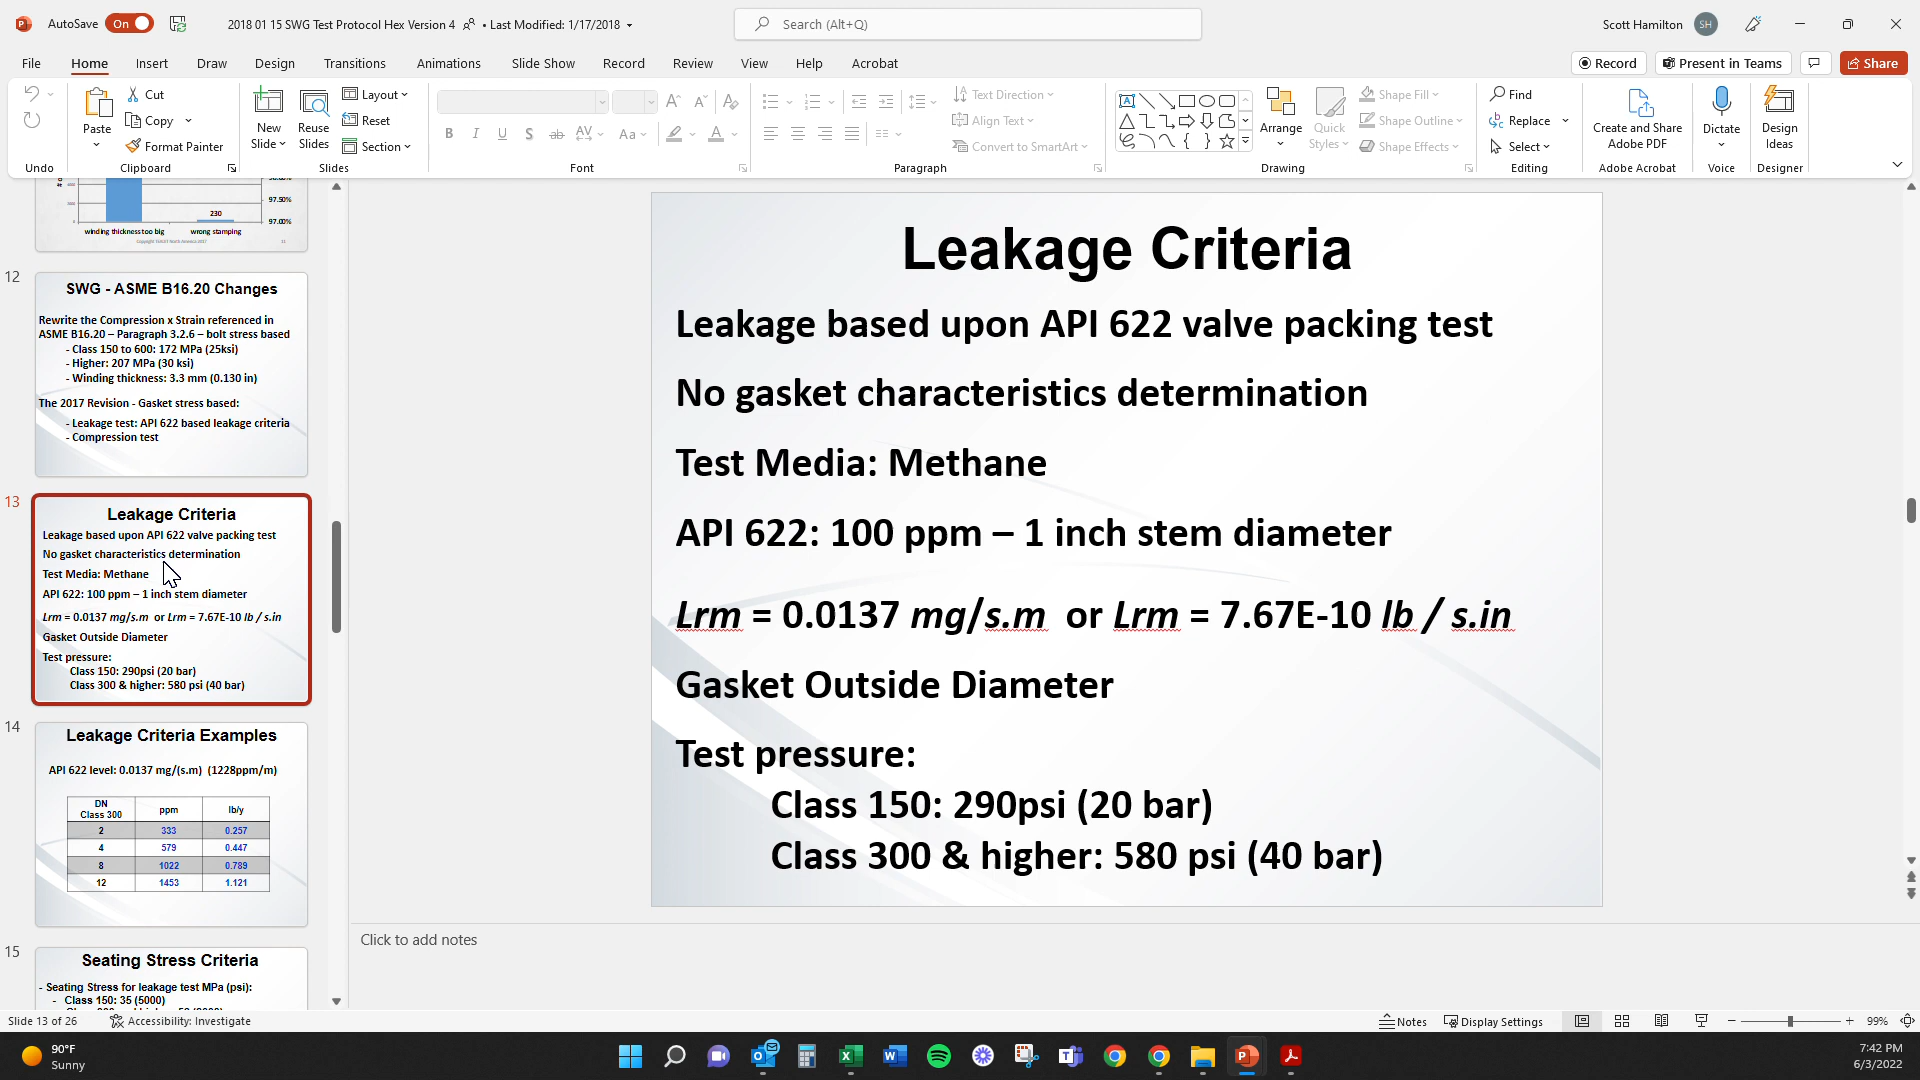 AutoSave On 2018 01 15 SWG Test Protocol Hex Version 4 • Last Modified: 1/17/2018 Search (Alt+Q) Scott Hamilton SH
File Home Insert Draw Design Transitions Animations Slide Show Record Review View Help Acrobat Record Present in Teams Share
Paste
Cut
Copy
Format Painter
New Slide
Reuse Slides
Layout
Reset
Section
B I U S ab AV Aa A
Text Direction
Align Text
Convert to SmartArt
Arrange
Quick Styles
Shape Fill
Shape Outline
Shape Effects
Find
Replace
Select
Create and Share
Adobe PDF
Dictate
Design
Ideas
Undo Clipboard Slides Font Paragraph Drawing Editing Adobe Acrobat Voice Designer
97.50%
230
97.00%
winding thickness too big wrong stamping
12
SWG - ASME B16.20 Changes
Rewrite the Compression x Strain referenced in
ASME B16.20 – Paragraph 3.2.6 – bolt stress based
- Class 150 to 600: 172 MPa (25ksi)
- Higher: 207 MPa (30 ksi)
- Winding thickness: 3.3 mm (0.130 in)
The 2017 Revision - Gasket stress based:
- Leakage test: API 622 based leakage criteria
- Compression test
13
Leakage Criteria
Leakage based upon API 622 valve packing test
No gasket characteristics determination
Test Media: Methane
API 622: 100 ppm – 1 inch stem diameter
Lrm = 0.0137 mg/s.m or Lrm = 7.67E-10 lb / s.in
Gasket Outside Diameter
Test pressure:
Class 150: 290psi (20 bar)
Class 300 & higher: 580 psi (40 bar)
14
Leakage Criteria Examples
API 622 level: 0.0137 mg/(s.m) (1228ppm/m)
DN Class 300 ppm lb/y
2 333 0.257
4 579 0.447
8 1022 0.789
12 1453 1.121
15
Seating Stress Criteria
- Seating Stress for leakage test MPa (psi):
- Class 150: 35 (5000)
Leakage Criteria
Leakage based upon API 622 valve packing test
No gasket characteristics determination
Test Media: Methane
API 622: 100 ppm – 1 inch stem diameter
Lrm = 0.0137 mg/s.m or Lrm = 7.67E-10 lb / s.in
Gasket Outside Diameter
Test pressure:
Class 150: 290psi (20 bar)
Class 300 & higher: 580 psi (40 bar)
Click to add notes
Slide 13 of 26 Accessibility: Investigate Notes Display Settings 99%
90°F
Sunny
7:42 PM
6/3/2022